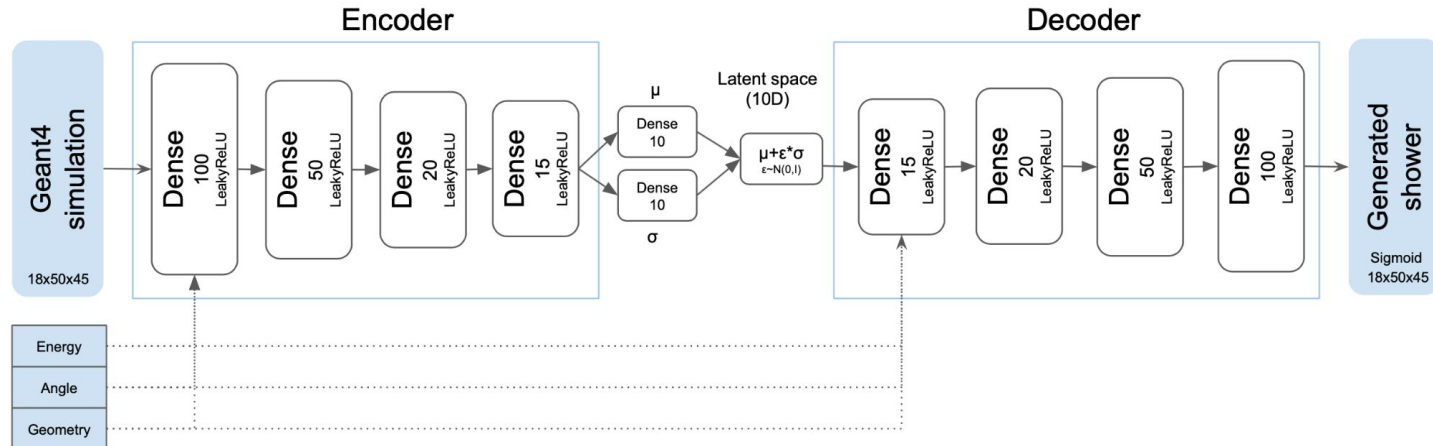 Encoder
Decoder
Geant4
simulation
18x50x45
Dense
100
LeakyReLU
Dense
50
LeakyReLU
Dense
20
LeakyReLU
Dense
15
LeakyReLU
μ
Dense
10
Dense
10
σ
Latent space
(10D)
μ+ε*σ
ε~N(0,I)
Dense
15
LeakyReLU
Dense
20
LeakyReLU
Dense
50
LeakyReLU
Dense
100
LeakyReLU
Generated
shower
Sigmoid
18x50x45
Energy
Angle
Geometry